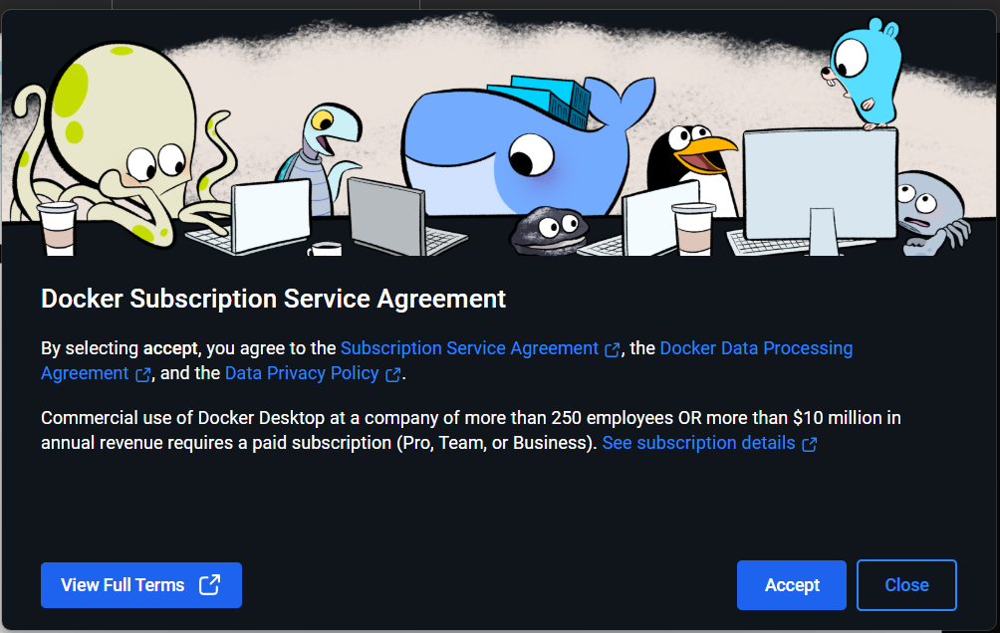 Docker Subscription Service Agreement
By selecting accept, you agree to the Subscription Service Agreement, the Docker Data Processing
Agreement, and the Data Privacy Policy.
Commercial use of Docker Desktop at a company of more than 250 employees OR more than $10 million in
annual revenue requires a paid subscription (Pro, Team, or Business). See subscription details
View Full Terms
Accept
Close